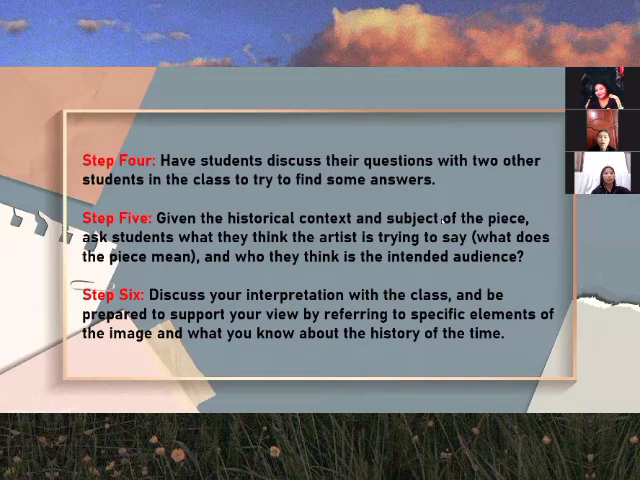 Step Four: Have students discuss their questions with two other
students in the class to try to find some answers.
Step Five: Given the historical context and subject of the piece,
ask students what they think the artist is trying to say (what does
the piece mean), and who they think is the intended audience?
Step Six: Discuss your interpretation with the class, and be
prepared to support your view by referring to specific elements of
the image and what you know about the history of the time.